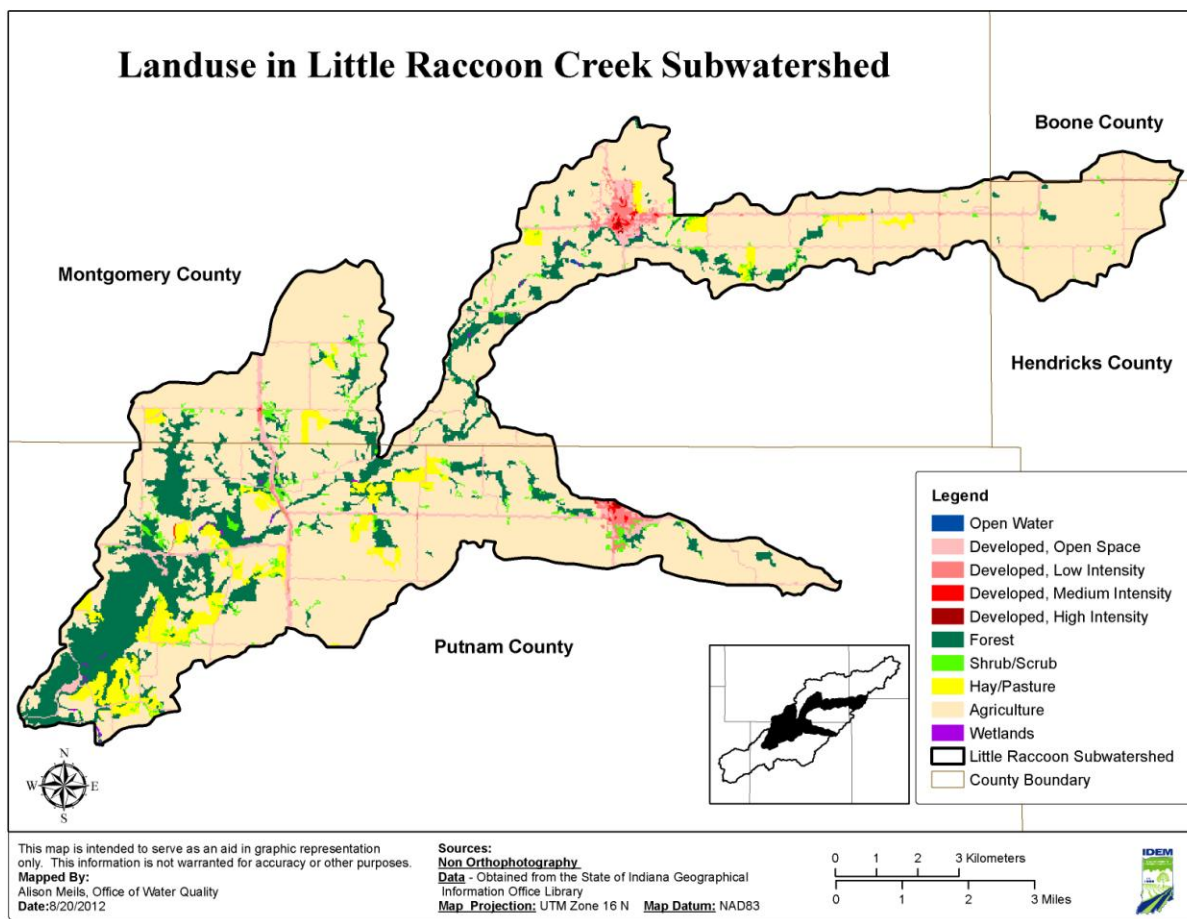 Landuse in Little Raccoon Creek Subwatershed
Boone County
Montgomery County
Hendricks County
Putnam County
Legend
Open Water
Developed, Open Space
Developed, Low Intensity
Developed, Medium Intensity
Developed, High Intensity
Forest
Shrub/Scrub
Hay/Pasture
Agriculture
Wetlands
Little Raccoon Subwatershed
County Boundary
N
W E
S
This map is intended to serve as an aid in graphic representation
only. This information is not warranted for accuracy or other purposes.
Mapped By:
Alison Meils, Office of Water Quality
Date:8/20/2012
Sources:
Non Orthophotography
Data - Obtained from the State of Indiana Geographical
Information Office Library
Map Projection: UTM Zone 16 N Map Datum: NAD83
0 1 2 3 Kilometers
0 1 2 3 Miles
IDEM